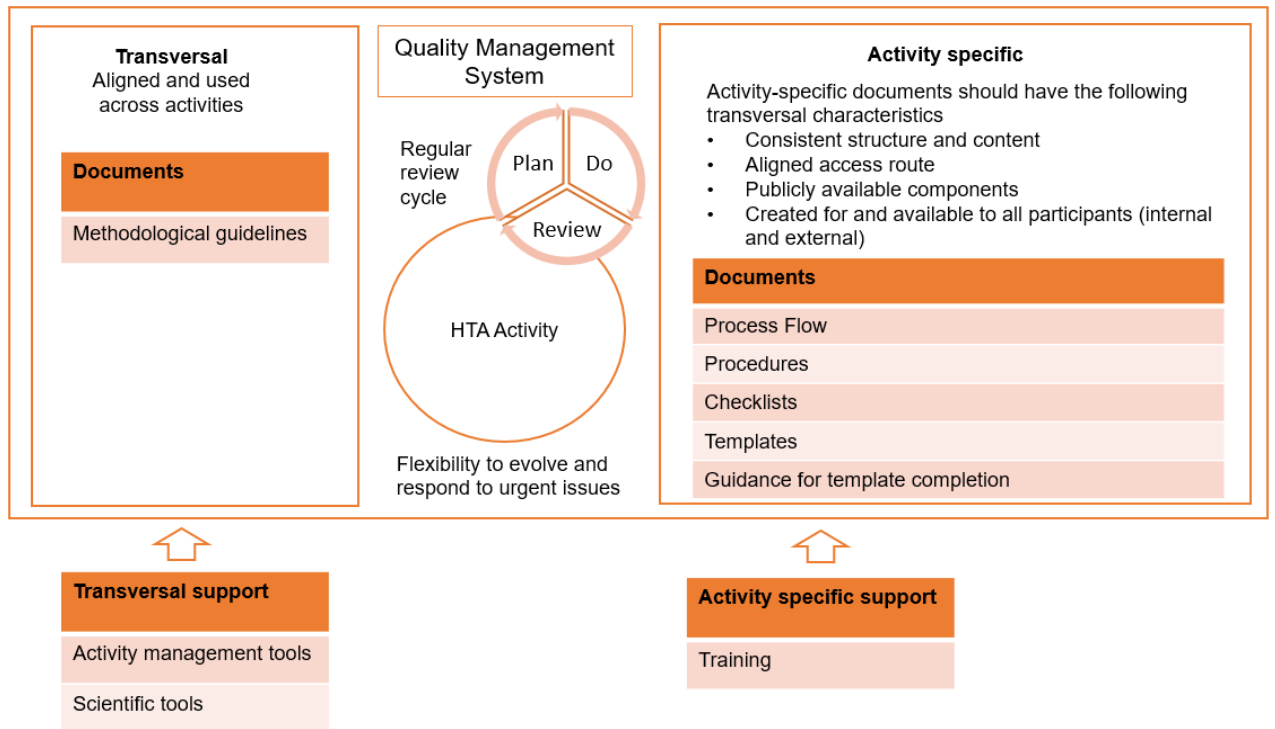 Transversal
Aligned and used
across activities
Documents
Methodological guidelines
Quality Management
System
Regular
review
cycle
Plan
Do
Review
HTA Activity
Flexibility to evolve and
respond to urgent issues
Activity specific
Activity-specific documents should have the following
transversal characteristics
• Consistent structure and content
• Aligned access route
• Publicly available components
• Created for and available to all participants (internal
and external)
Documents
Process Flow
Procedures
Checklists
Templates
Guidance for template completion
Transversal support
Activity management tools
Scientific tools
Activity specific support
Training